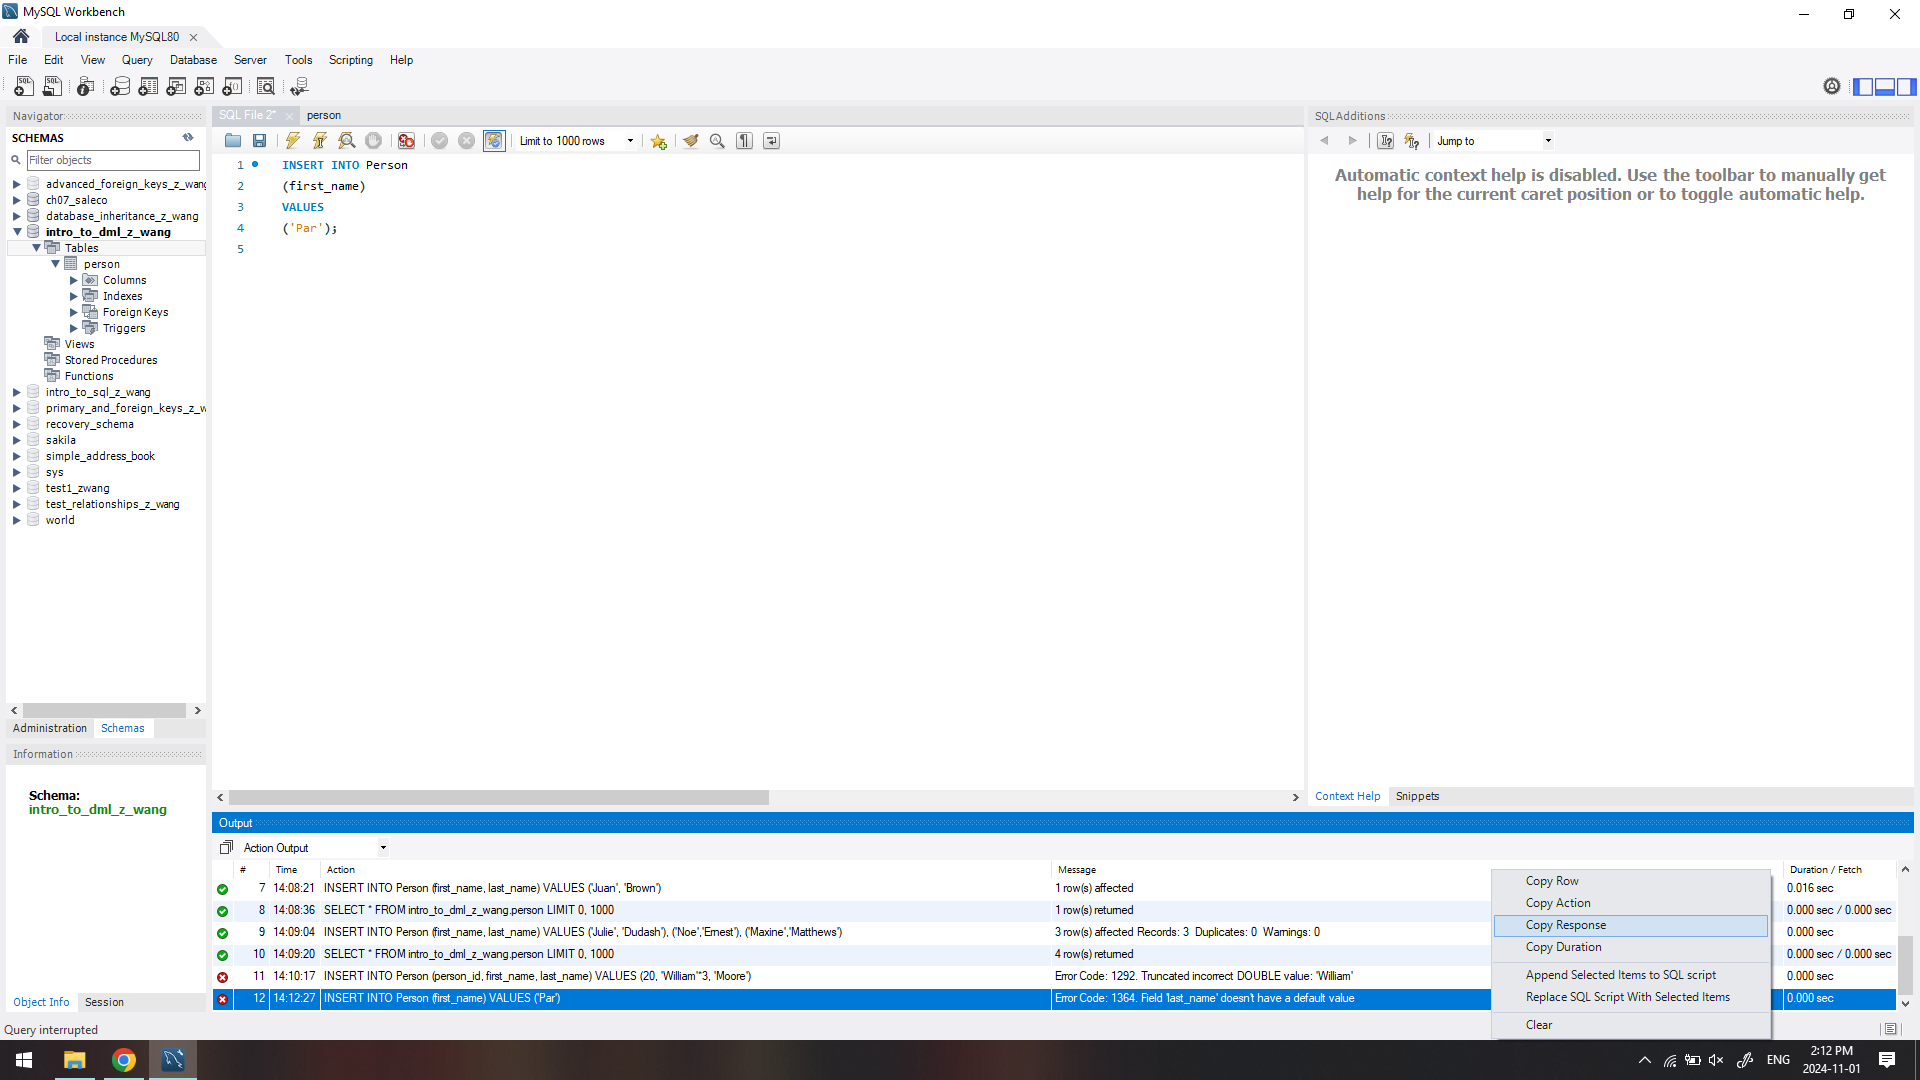 MySQL Workbench
Local instance MySQL80
File Edit View Query Database Server Tools Scripting Help
Navigator
SCHEMAS
Filter objects
advanced_foreign_keys_z_wang
ch07_saleco
database_inheritance_z_wang
intro_to_dml_z_wang
Tables
person
Columns
Indexes
Foreign Keys
Triggers
Views
Stored Procedures
Functions
intro_to_sql_z_wang
primary_and_foreign_keys_z_w
recovery_schema
sakila
simple_address_book
sys
test1_zwang
test_relationships_z_wang
world
Administration Schemas
Information
Schema:
intro_to_dml_z_wang
Object Info Session
Query interrupted
SQL File 2* person
Limit to 1000 rows
1 INSERT INTO Person
2 (first_name)
3 VALUES
4 ('Par');
5
SQLAdditions
Jump to
Automatic context help is disabled. Use the toolbar to manually get
help for the current caret position or to toggle automatic help.
Context Help Snippets
Output
Action Output
# Time Action Message Duration / Fetch
7 14:08:21 INSERT INTO Person (first_name, last_name) VALUES ('Juan', 'Brown') 1 row(s) affected 0.016 sec
8 14:08:36 SELECT * FROM intro_to_dml_z_wang.person LIMIT 0, 1000 1 row(s) returned 0.000 sec / 0.000 sec
9 14:09:04 INSERT INTO Person (first_name, last_name) VALUES ('Julie', 'Dudash'), ('Noe','Ernest'), ('Maxine','Matthews') 3 row(s) affected Records: 3 Duplicates: 0 Warnings: 0 0.000 sec
10 14:09:20 SELECT * FROM intro_to_dml_z_wang.person LIMIT 0, 1000 4 row(s) returned 0.000 sec / 0.000 sec
11 14:10:17 INSERT INTO Person (person_id, first_name, last_name) VALUES (20, 'William'*3, 'Moore') Error Code: 1292. Truncated incorrect DOUBLE value: 'William' 0.000 sec
12 14:12:27 INSERT INTO Person (first_name) VALUES ('Par') Error Code: 1364. Field 'last_name' doesn't have a default value 0.000 sec
Copy Row
Copy Action
Copy Response
Copy Duration
Append Selected Items to SQL script
Replace SQL Script With Selected Items
Clear
ENG
2:12 PM
2024-11-01